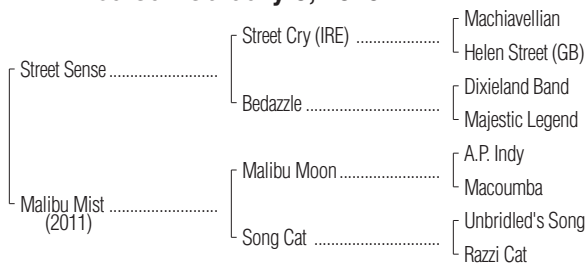 Street Cry (IRE)
Machiavellian
Helen Street (GB)
Street Sense
Bedazzle
Dixieland Band
Majestic Legend
Malibu Mist
(2011)
Malibu Moon
A.P. Indy
Macoumba
Song Cat
Unbridled's Song
Razzi Cat